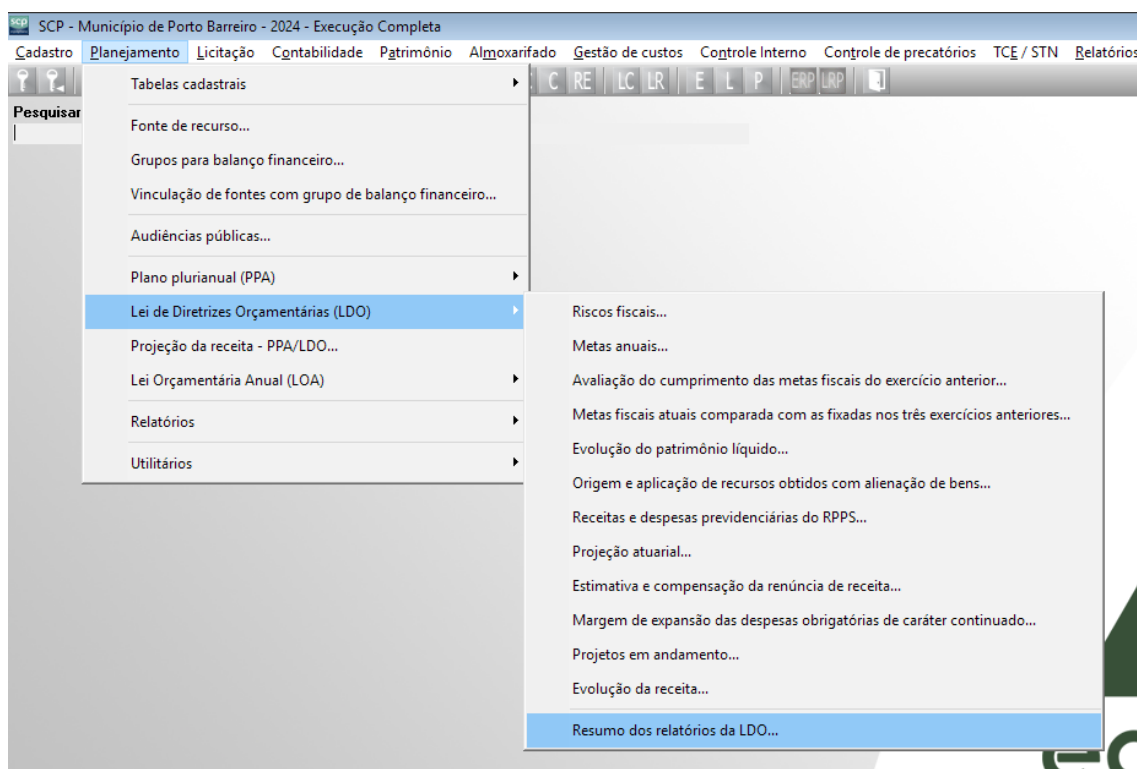 scp SCP - Município de Porto Barreiro - 2024 - Execução Completa
Cadastro Planejamento Licitação Contabilidade Patrimônio Almoxarifado Gestão de custos Controle Interno Controle de precatórios TCE / STN Relatórios
C RE LC LR E L P ERP LRP
Pesquisar
Tabelas cadastrais
Fonte de recurso...
Grupos para balanço financeiro...
Vinculação de fontes com grupo de balanço financeiro...
Audiências públicas...
Plano plurianual (PPA)
Lei de Diretrizes Orçamentárias (LDO)
Projeção da receita - PPA/LDO...
Lei Orçamentária Anual (LOA)
Relatórios
Utilitários
Riscos fiscais...
Metas anuais...
Avaliação do cumprimento das metas fiscais do exercício anterior...
Metas fiscais atuais comparada com as fixadas nos três exercícios anteriores...
Evolução do patrimônio líquido...
Origem e aplicação de recursos obtidos com alienação de bens...
Receitas e despesas previdenciárias do RPPS...
Projeção atuarial...
Estimativa e compensação da renúncia de receita...
Margem de expansão das despesas obrigatórias de caráter continuado...
Projetos em andamento...
Evolução da receita...
Resumo dos relatórios da LDO...